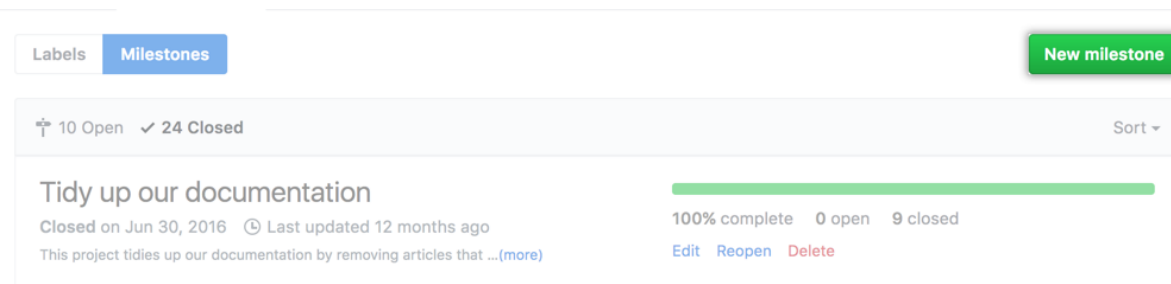 Labels Milestones New milestone
10 Open 24 Closed Sort
Tidy up our documentation
100% complete 0 open 9 closed
Closed on Jun 30, 2016 Last updated 12 months ago
Edit Reopen Delete
This project tidies up our documentation by removing articles that ...(more)